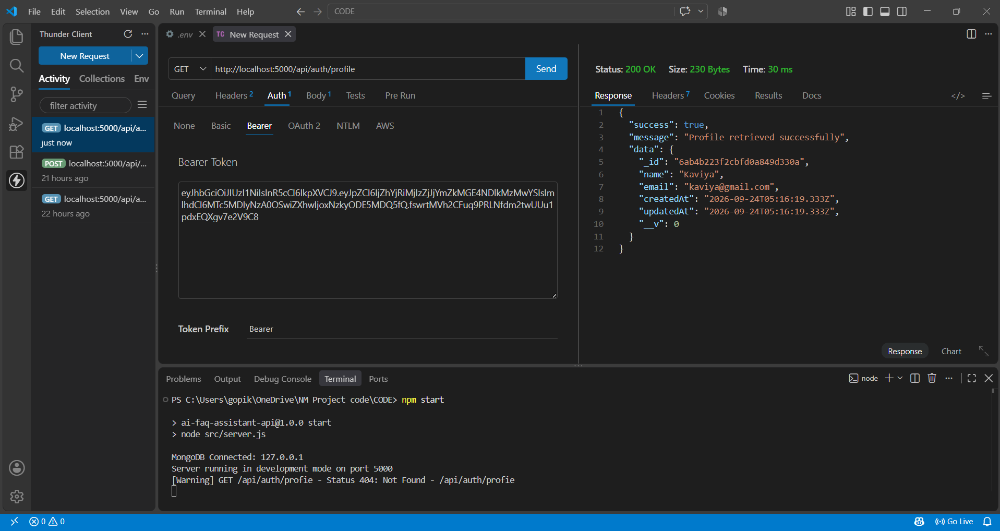 File Edit Selection View Go Run Terminal Help
CODE
Thunder Client
New Request
Activity Collections Env
filter activity
GET localhost:5000/api/a...
just now
POST localhost:5000/api/...
21 hours ago
GET localhost:5000/api/a...
22 hours ago
.env
TC New Request
GET http://localhost:5000/api/auth/profile Send
Query Headers 2 Auth 1 Body 1 Tests Pre Run
None Basic Bearer OAuth 2 NTLM AWS
Bearer Token
eyJhbGciOiJIUzI1NiIsInR5cCI6IkpXVCJ9.eyJpZCI6IjZhYjRiMjIzZjJjYmZkMGE4NDlkMzMwYSIsIm
lhdCI6MTc5MDIyNzA0OSwiZXhwIjoxNzkyODE5MDQ5fQ.fswrtMVh2CFuq9PRLNfdm2twUUu1
pdxEQXgv7e2V9C8
Token Prefix Bearer
Status: 200 OK Size: 230 Bytes Time: 30 ms
Response Headers 7 Cookies Results Docs
</>
1 {
2 "success": true,
3 "message": "Profile retrieved successfully",
4 "data": {
5 "_id": "6ab4b223f2cbfd0a849d330a",
6 "name": "Kaviya",
7 "email": "kaviya@gmail.com",
8 "createdAt": "2026-09-24T05:16:19.333Z",
9 "updatedAt": "2026-09-24T05:16:19.333Z",
10 "__v": 0
11 }
12 }
Response Chart
Problems Output Debug Console Terminal Ports
node
PS C:\Users\gopik\OneDrive\NM Project code\CODE> npm start
> ai-faq-assistant-api@1.0.0 start
> node src/server.js
MongoDB Connected: 127.0.0.1
Server running in development mode on port 5000
[Warning] GET /api/auth/profie - Status 404: Not Found - /api/auth/profie
0 0
Go Live